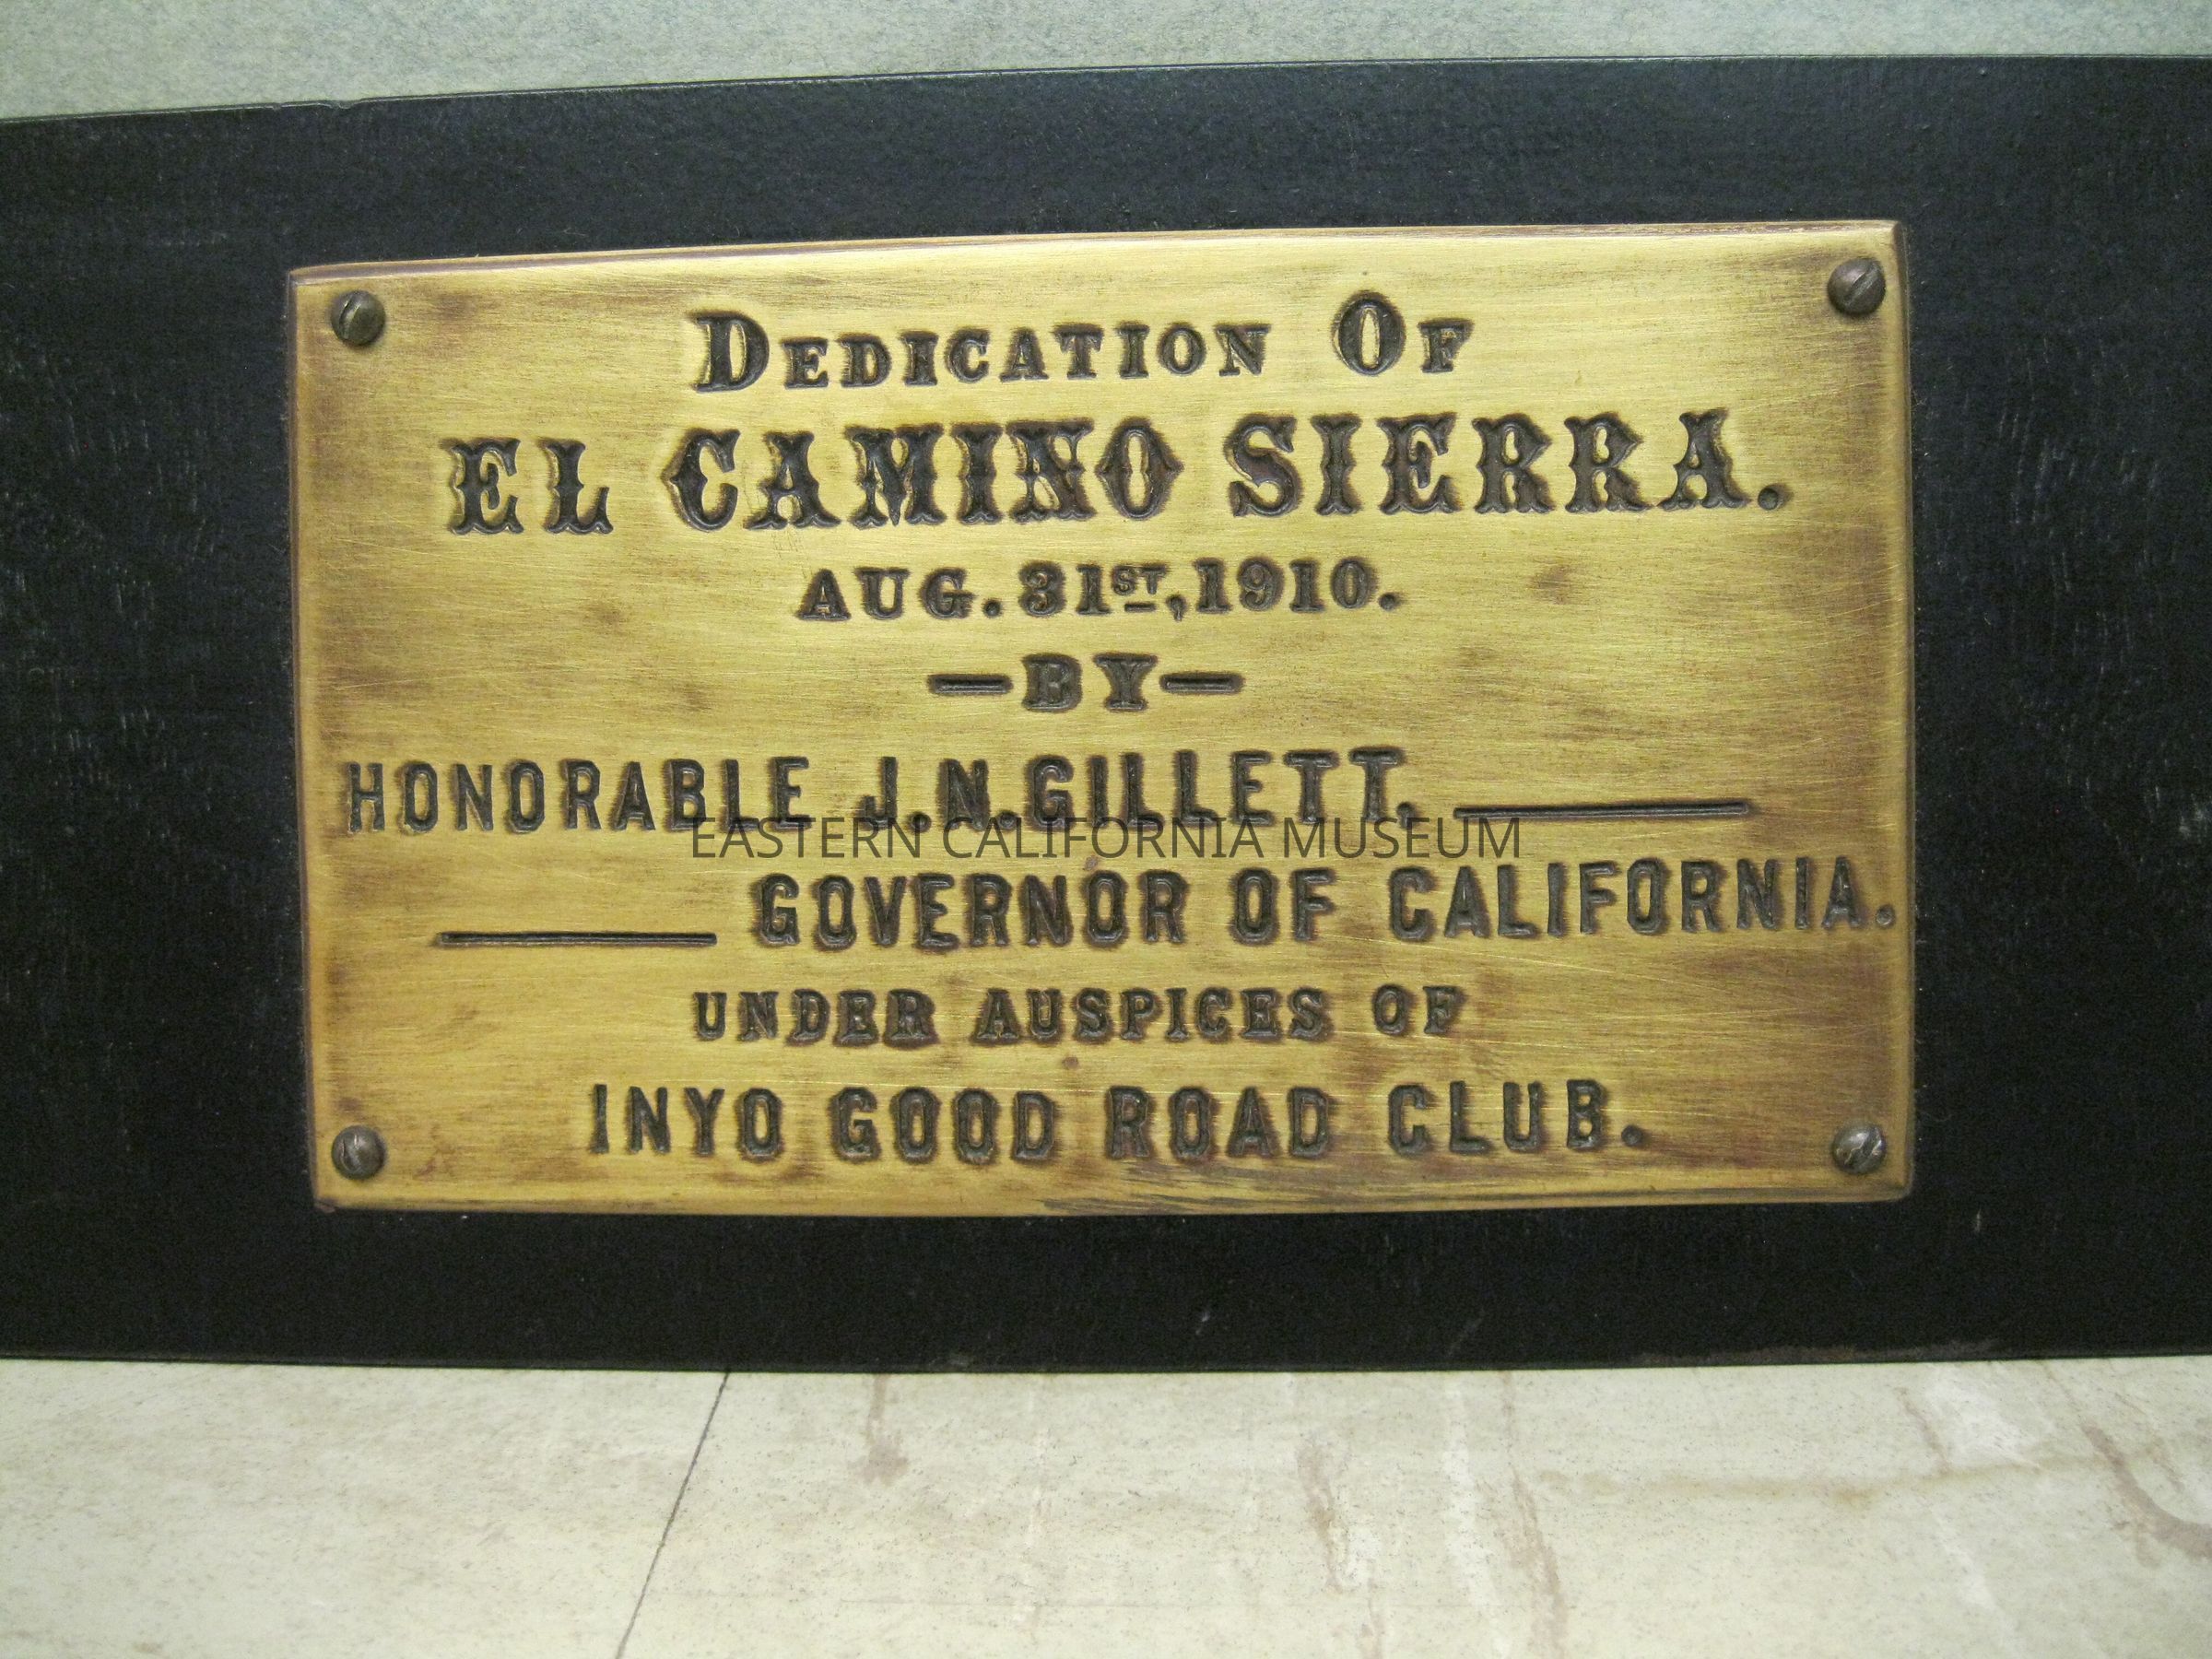 DEDICATION OF
EL CAMINO SIERRA.
AUG. 31ST, 1910.
—BY—
HONORABLE J.N. GILLETT, ———
EASTERN CALIFORNIA MUSEUM
——— GOVERNOR OF CALIFORNIA.
UNDER AUSPICES OF
INYO GOOD ROAD CLUB.